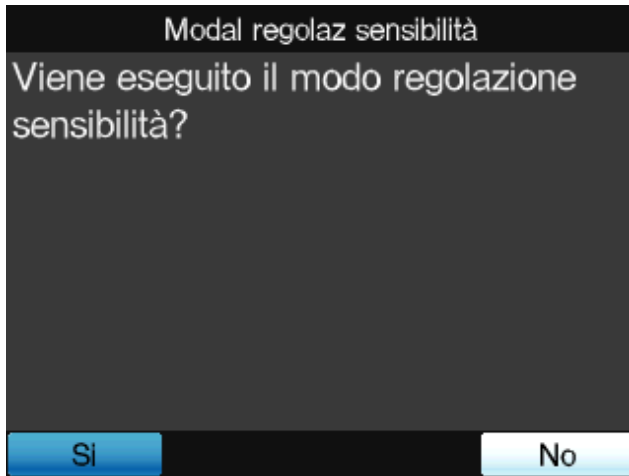 Modal regolaz sensibilità
Viene eseguito il modo regolazione
sensibilità?
Si
No